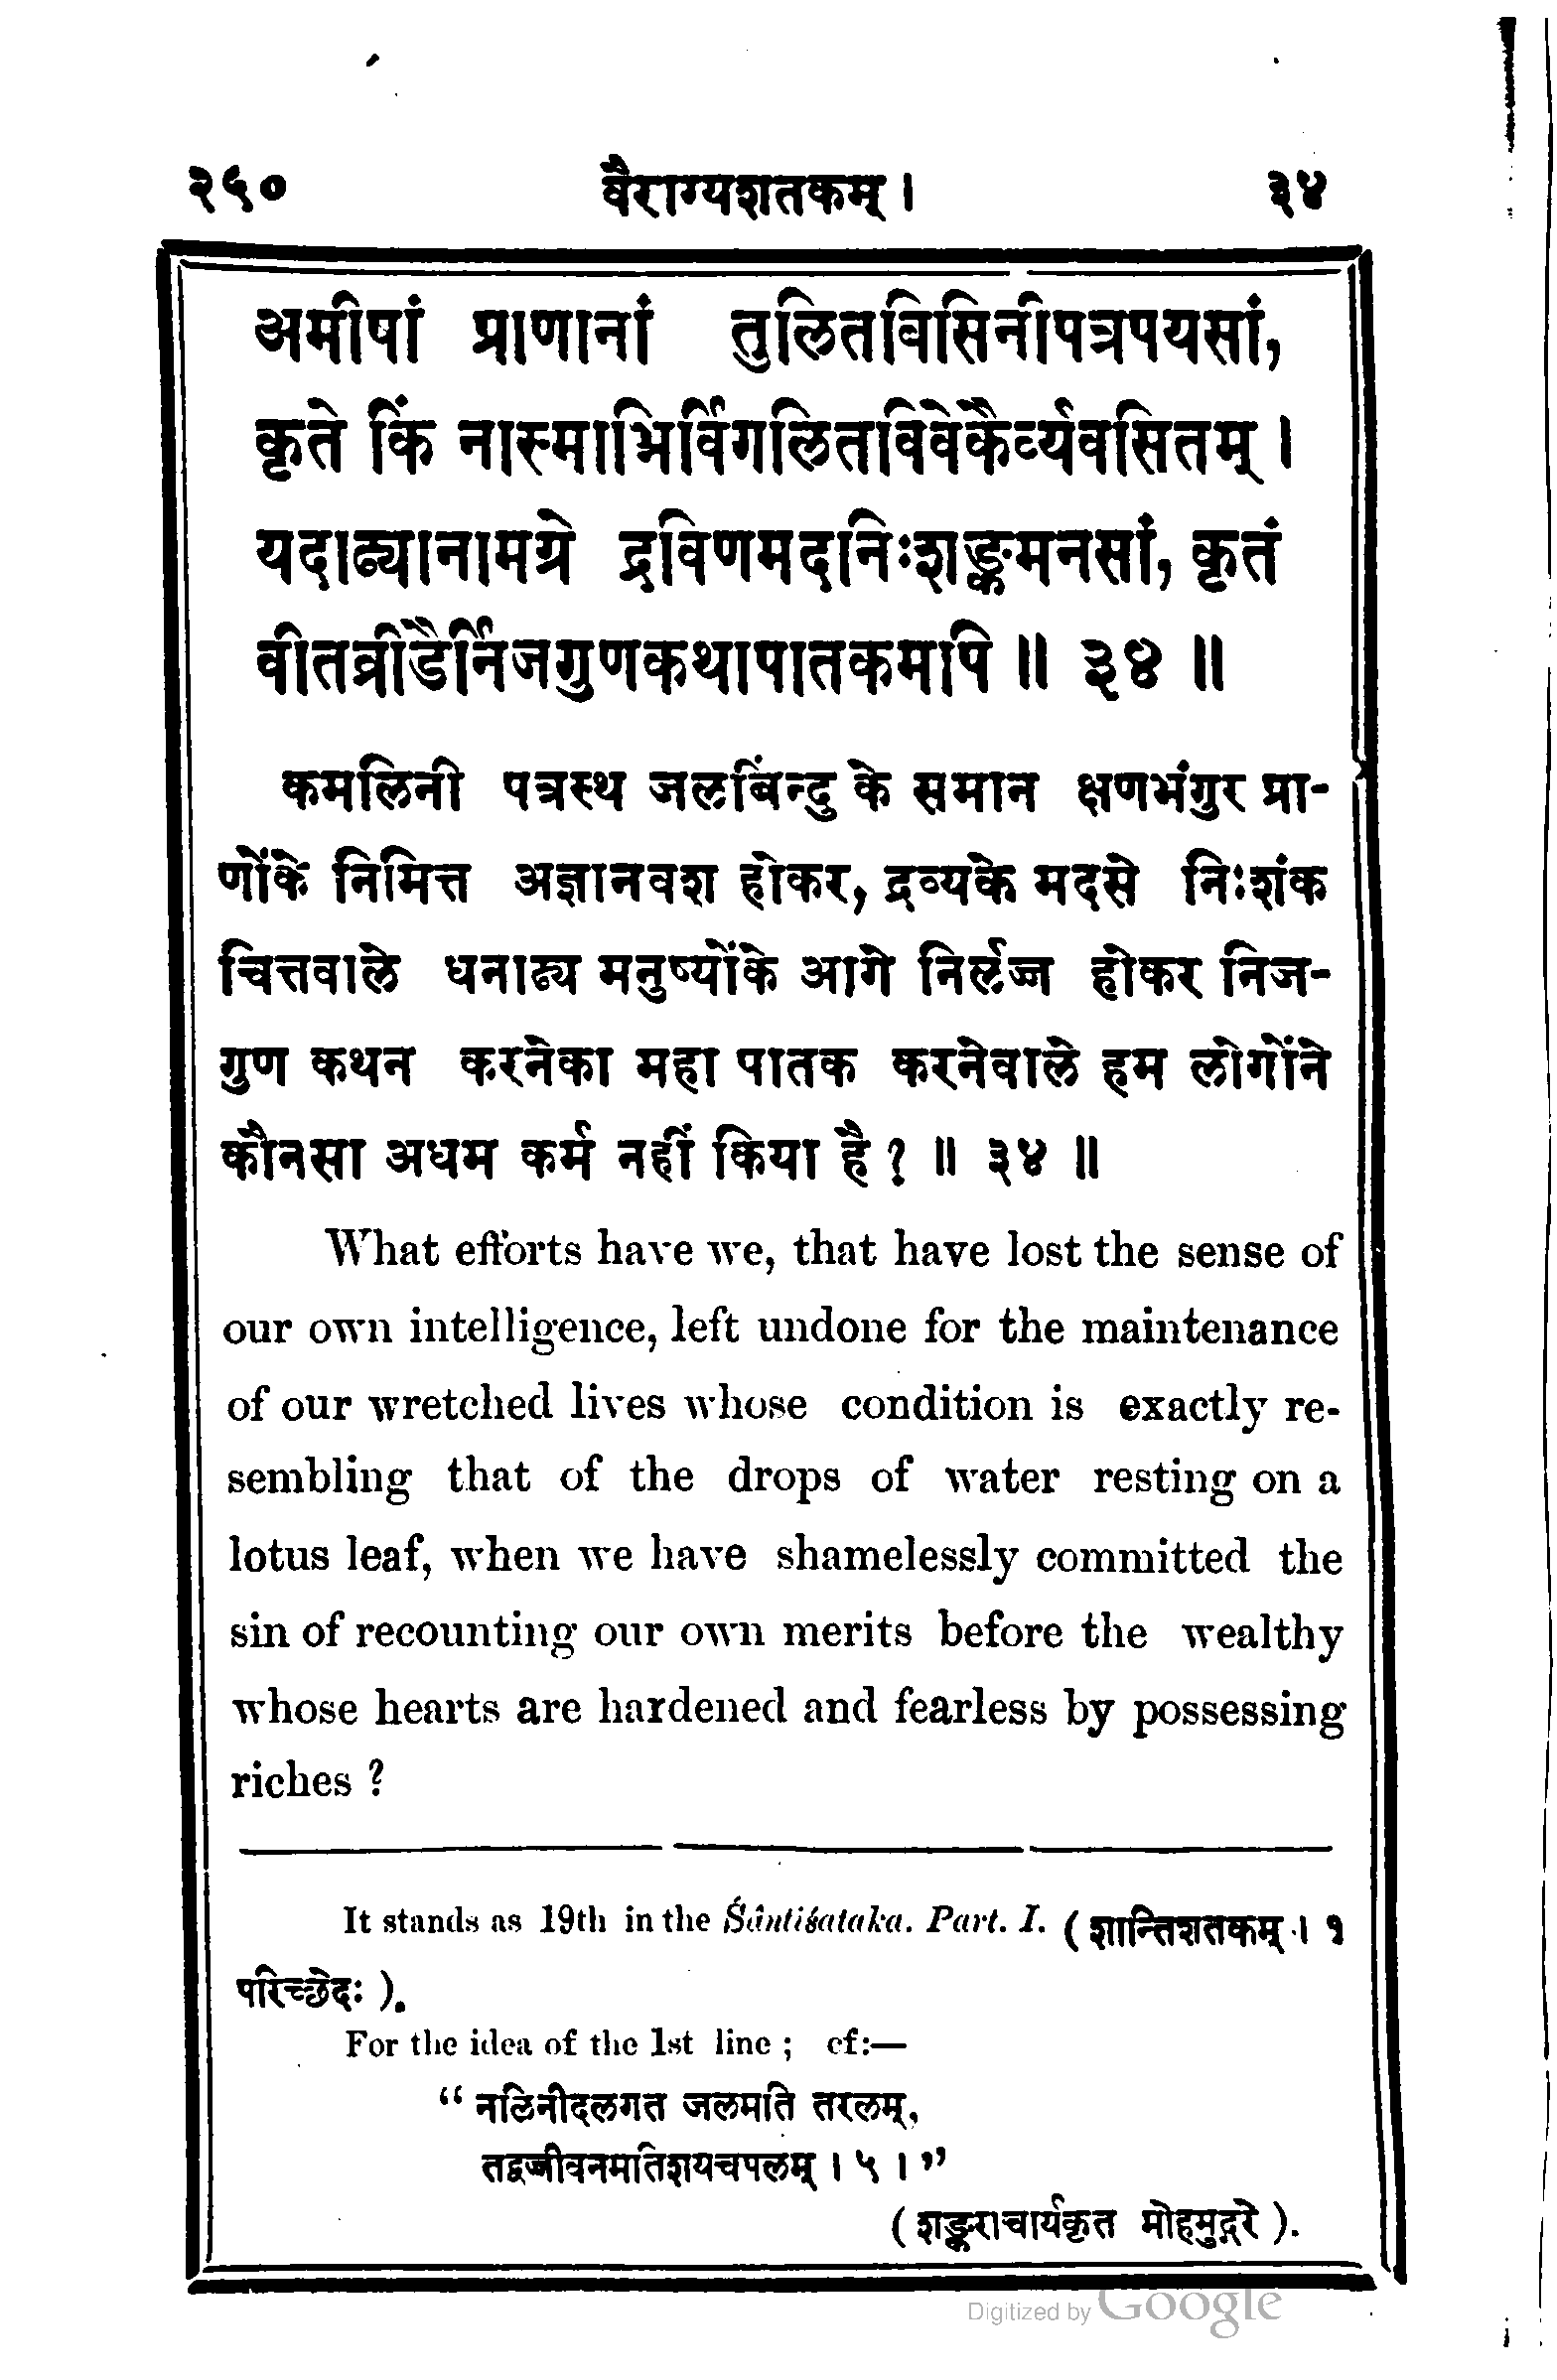 २५० वैराग्यशतकम् । ३४
अमीषां प्राणानां तुलितबिसिनीपत्रपयसां,
कृते किं नास्माभिर्विगलितविवेकैर्व्यवसितम् ।
यदाढ्यानामग्रे द्रविणमदनिःशङ्कमनसां, कृतं
वीतव्रीडैर्निजगुणकथापातकमपि ॥ ३४ ॥
कमलिनी पत्रस्थ जलबिंन्दु के समान क्षणभंगुर प्रा-
णोंके निमित्त अज्ञानवश होकर, द्रव्यके मदसे निःशंक
चित्तवाले धनाढ्य मनुष्योंके आगे निर्लज्ज होकर निज-
गुण कथन करनेका महा पातक करनेवाले हम लोगोंने
कौनसा अधम कर्म नहीं किया है ? ॥ ३४ ॥
What efforts have we, that have lost the sense of
our own intelligence, left undone for the maintenance
of our wretched lives whose condition is exactly re-
sembling that of the drops of water resting on a
lotus leaf, when we have shamelessly committed the
sin of recounting our own merits before the wealthy
whose hearts are hardened and fearless by possessing
riches ?
It stands as 19th in the Śântiśataka. Part. I. ( शान्तिशतकम् । १
परिच्छेदः ).
For the idea of the 1st line ; cf:—
“ नलिनीदलगत जलमति तरलम्,
तद्वज्जीवनमतिशयचपलम् । ५ । ”
( शङ्कराचार्यकृत मोहमुद्गरे ).
Digitized by Google